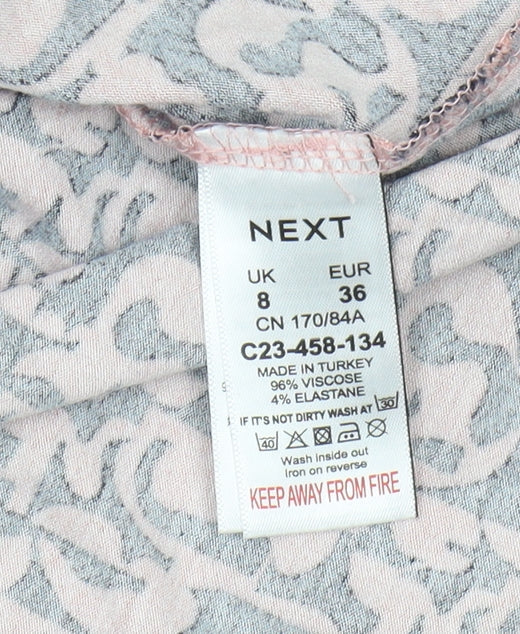 NEXT
UK EUR
8 36
CN 170/84A
C23-458-134
MADE IN TURKEY
96% VISCOSE
4% ELASTANE
IF IT'S NOT DIRTY WASH AT 30
40
Wash inside out
Iron on reverse
KEEP AWAY FROM FIRE